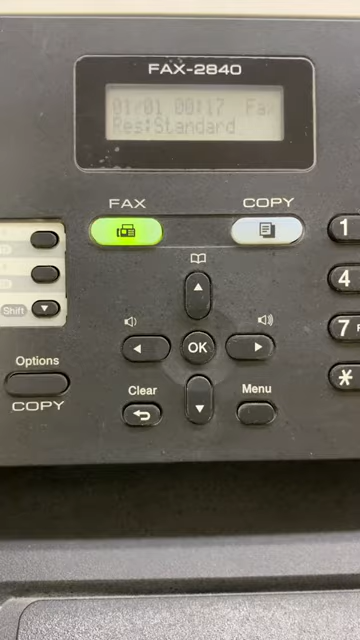 FAX-2840
01/01 00:17 Fax
Res:Standard
FAX
COPY
1
4
Shift
OK
7
Options
Clear
Menu
*
COPY